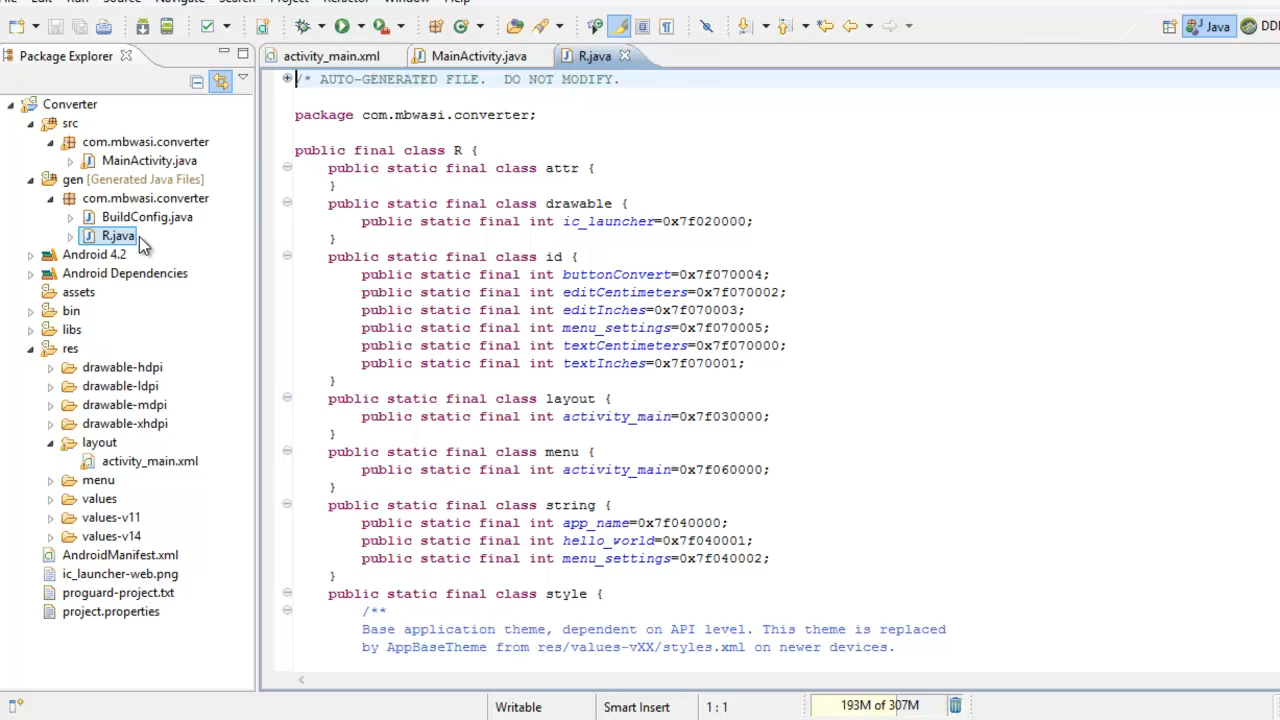 File Edit Run Source Navigate Search Project Refactor Window Help
Java
DD
Package Explorer
activity_main.xml
MainActivity.java
R.java
Converter
src
com.mbwasi.converter
MainActivity.java
gen [Generated Java Files]
com.mbwasi.converter
BuildConfig.java
R.java
Android 4.2
Android Dependencies
assets
bin
libs
res
drawable-hdpi
drawable-ldpi
drawable-mdpi
drawable-xhdpi
layout
activity_main.xml
menu
values
values-v11
values-v14
AndroidManifest.xml
ic_launcher-web.png
proguard-project.txt
project.properties
/* AUTO-GENERATED FILE.  DO NOT MODIFY.
package com.mbwasi.converter;
public final class R {
public static final class attr {
}
public static final class drawable {
public static final int ic_launcher=0x7f020000;
}
public static final class id {
public static final int buttonConvert=0x7f070004;
public static final int editCentimeters=0x7f070002;
public static final int editInches=0x7f070003;
public static final int menu_settings=0x7f070005;
public static final int textCentimeters=0x7f070000;
public static final int textInches=0x7f070001;
}
public static final class layout {
public static final int activity_main=0x7f030000;
}
public static final class menu {
public static final int activity_main=0x7f060000;
}
public static final class string {
public static final int app_name=0x7f040000;
public static final int hello_world=0x7f040001;
public static final int menu_settings=0x7f040002;
}
public static final class style {
/**
Base application theme, dependent on API level. This theme is replaced
by AppBaseTheme from res/values-vXX/styles.xml on newer devices.
Writable
Smart Insert
1 : 1
193M of 307M